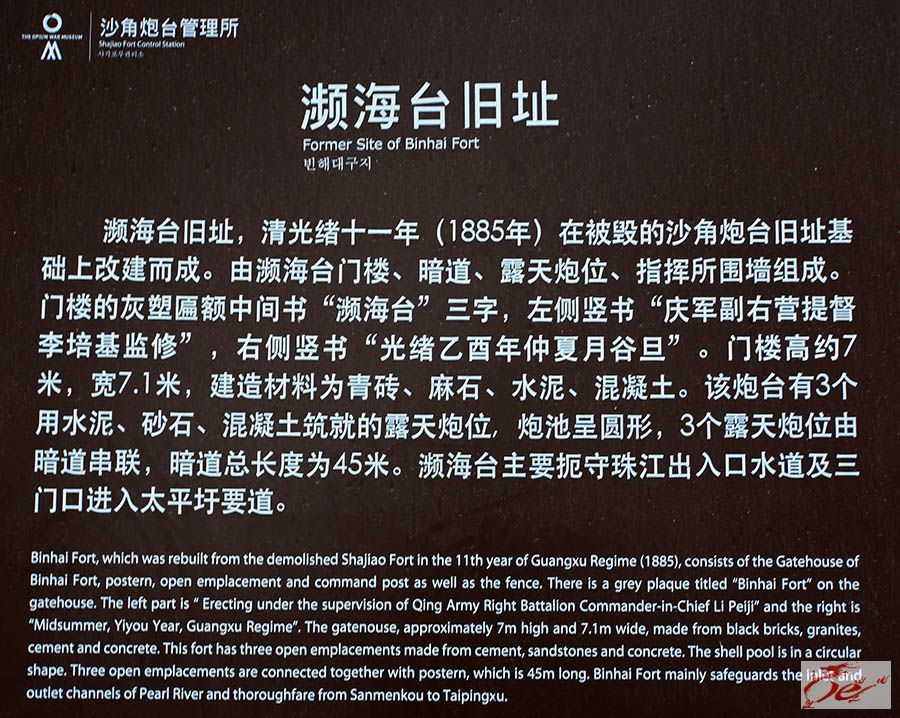 THE OPIUM WAR MUSEUM
沙角炮台管理所
Shajiao Fort Control Station
사각포두관리소
濒海台旧址
Former Site of Binhai Fort
빈해대구지
濒海台旧址，清光绪十一年（1885年）在被毁的沙角炮台旧址基
础上改建而成。由濒海台门楼、暗道、露天炮位、指挥所围墙组成。
门楼的灰塑匾额中间书“濒海台”三字，左侧竖书“庆军副右营提督
李培基监修”，右侧竖书“光绪乙酉年仲夏月谷旦”。门楼高约7
米，宽7.1米，建造材料为青砖、麻石、水泥、混凝土。该炮台有3个
用水泥、砂石、混凝土筑就的露天炮位，炮池呈圆形，3个露天炮位由
暗道串联，暗道总长度为45米。濒海台主要扼守珠江出入口水道及三
门口进入太平圩要道。
Binhai Fort, which was rebuilt from the demolished Shajiao Fort in the 11th year of Guangxu Regime (1885), consists of the Gatehouse of
Binhai Fort, postern, open emplacement and command post as well as the fence. There is a grey plaque titled “Binhai Fort” on the
gatehouse. The left part is “ Erecting under the supervision of Qing Army Right Battalion Commander-in-Chief Li Peiji” and the right is
“Midsummer, Yiyou Year, Guangxu Regime”. The gatenouse, approximately 7m high and 7.1m wide, made from black bricks, granites,
cement and concrete. This fort has three open emplacements made from cement, sandstones and concrete. The shell pool is in a circular
shape. Three open emplacements are connected together with postern, which is 45m long. Binhai Fort mainly safeguards the inlet and
outlet channels of Pearl River and thoroughfare from Sanmenkou to Taipingxu.